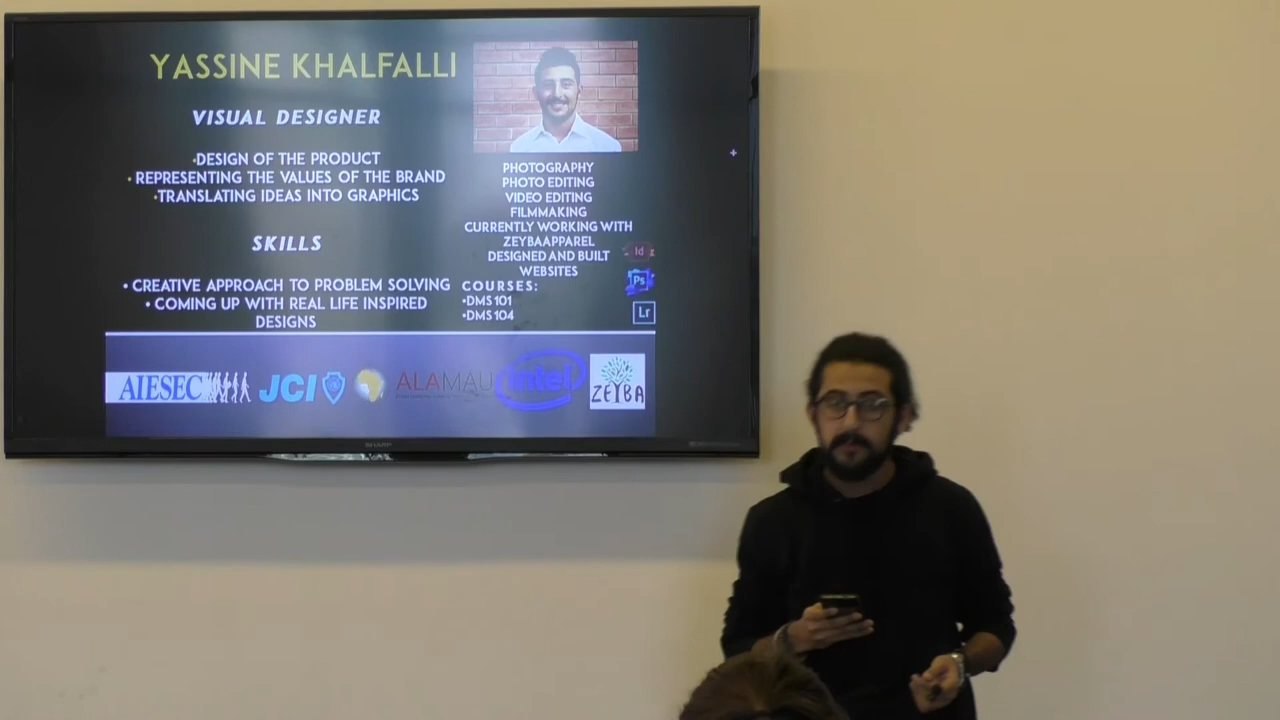 YASSINE KHALFALLI
VISUAL DESIGNER
•DESIGN OF THE PRODUCT
• REPRESENTING THE VALUES OF THE BRAND
•TRANSLATING IDEAS INTO GRAPHICS
SKILLS
• CREATIVE APPROACH TO PROBLEM SOLVING
• COMING UP WITH REAL LIFE INSPIRED
DESIGNS
PHOTOGRAPHY
PHOTO EDITING
VIDEO EDITING
FILMMAKING
CURRENTLY WORKING WITH
ZEYBAAPPAREL
DESIGNED AND BUILT
WEBSITES
COURSES:
•DMS 101
•DMS 104
Id
Ps
Lr
AIESEC
JCI
ALAMAU
intel
ZEYBA
SHARP